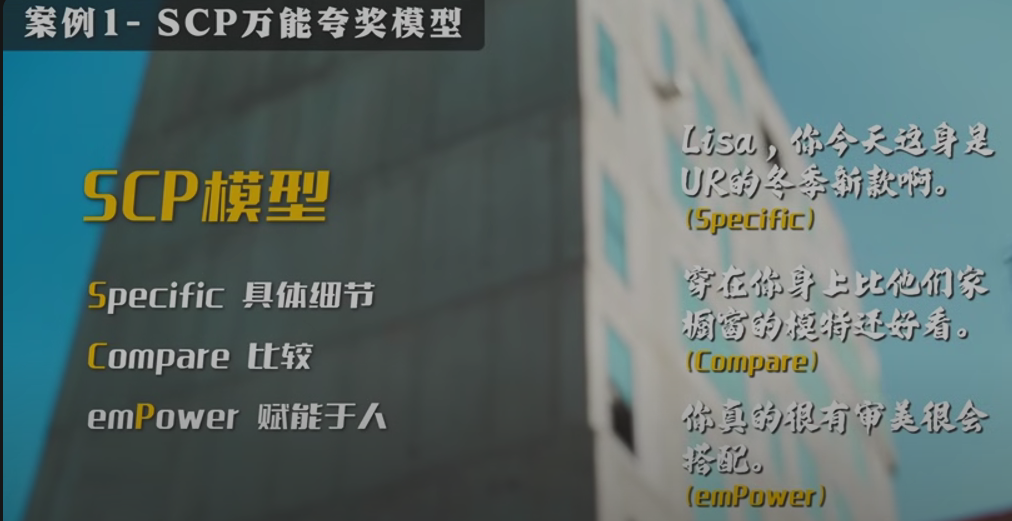 案例1- SCP万能夸奖模型
SCP模型
Specific 具体细节
Compare 比较
emPower 赋能于人
Lisa，你今天这身是
UR的冬季新款啊。
(Specific)
穿在你身上比他们家
橱窗的模特还好看。
(Compare)
你真的很有审美很会
搭配。
(emPower)